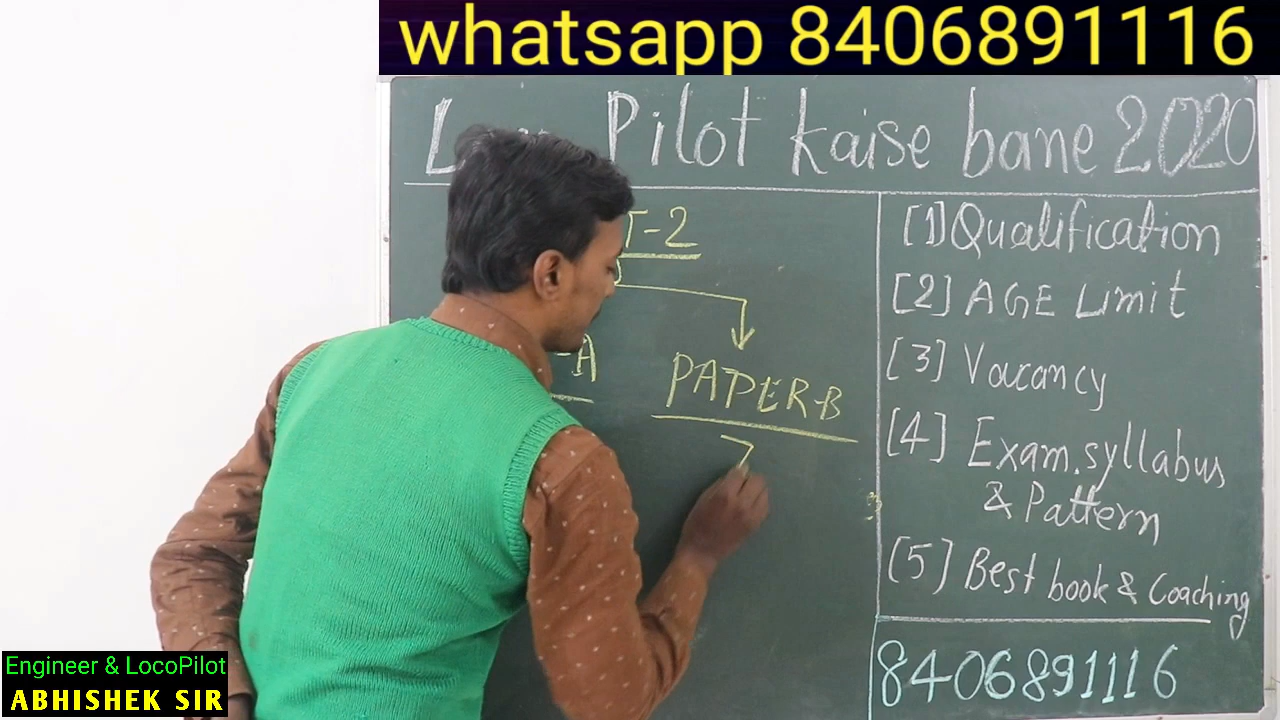 whatsapp 8406891116
Pilot kaise bane 2020
T-2
-A
PAPER-B
7
[1] Qualification
[2] AGE Limit
[3] Vacancy
[4] Exam.syllabus
& Pattern
[5] Best book & Coaching
8406891116
Engineer & LocoPilot
ABHISHEK SIR